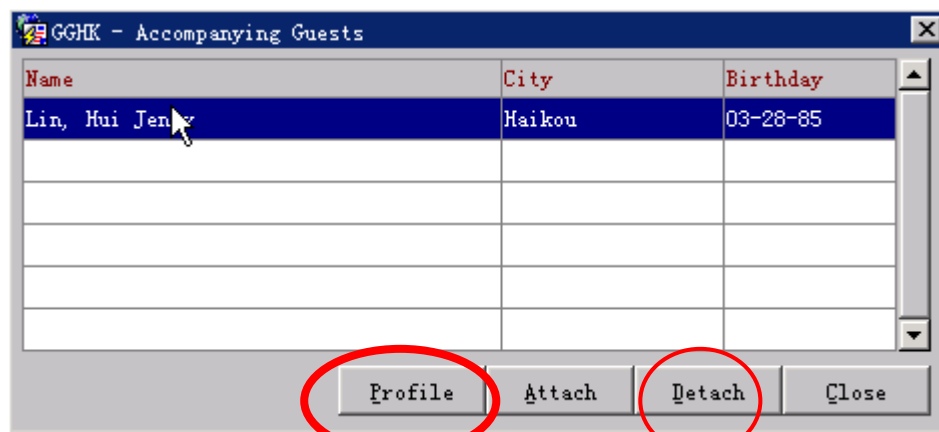 GGHK - Accompanying Guests
Name City Birthday
Lin, Hui Haikou 03-28-85
Profile Attach Detach Close